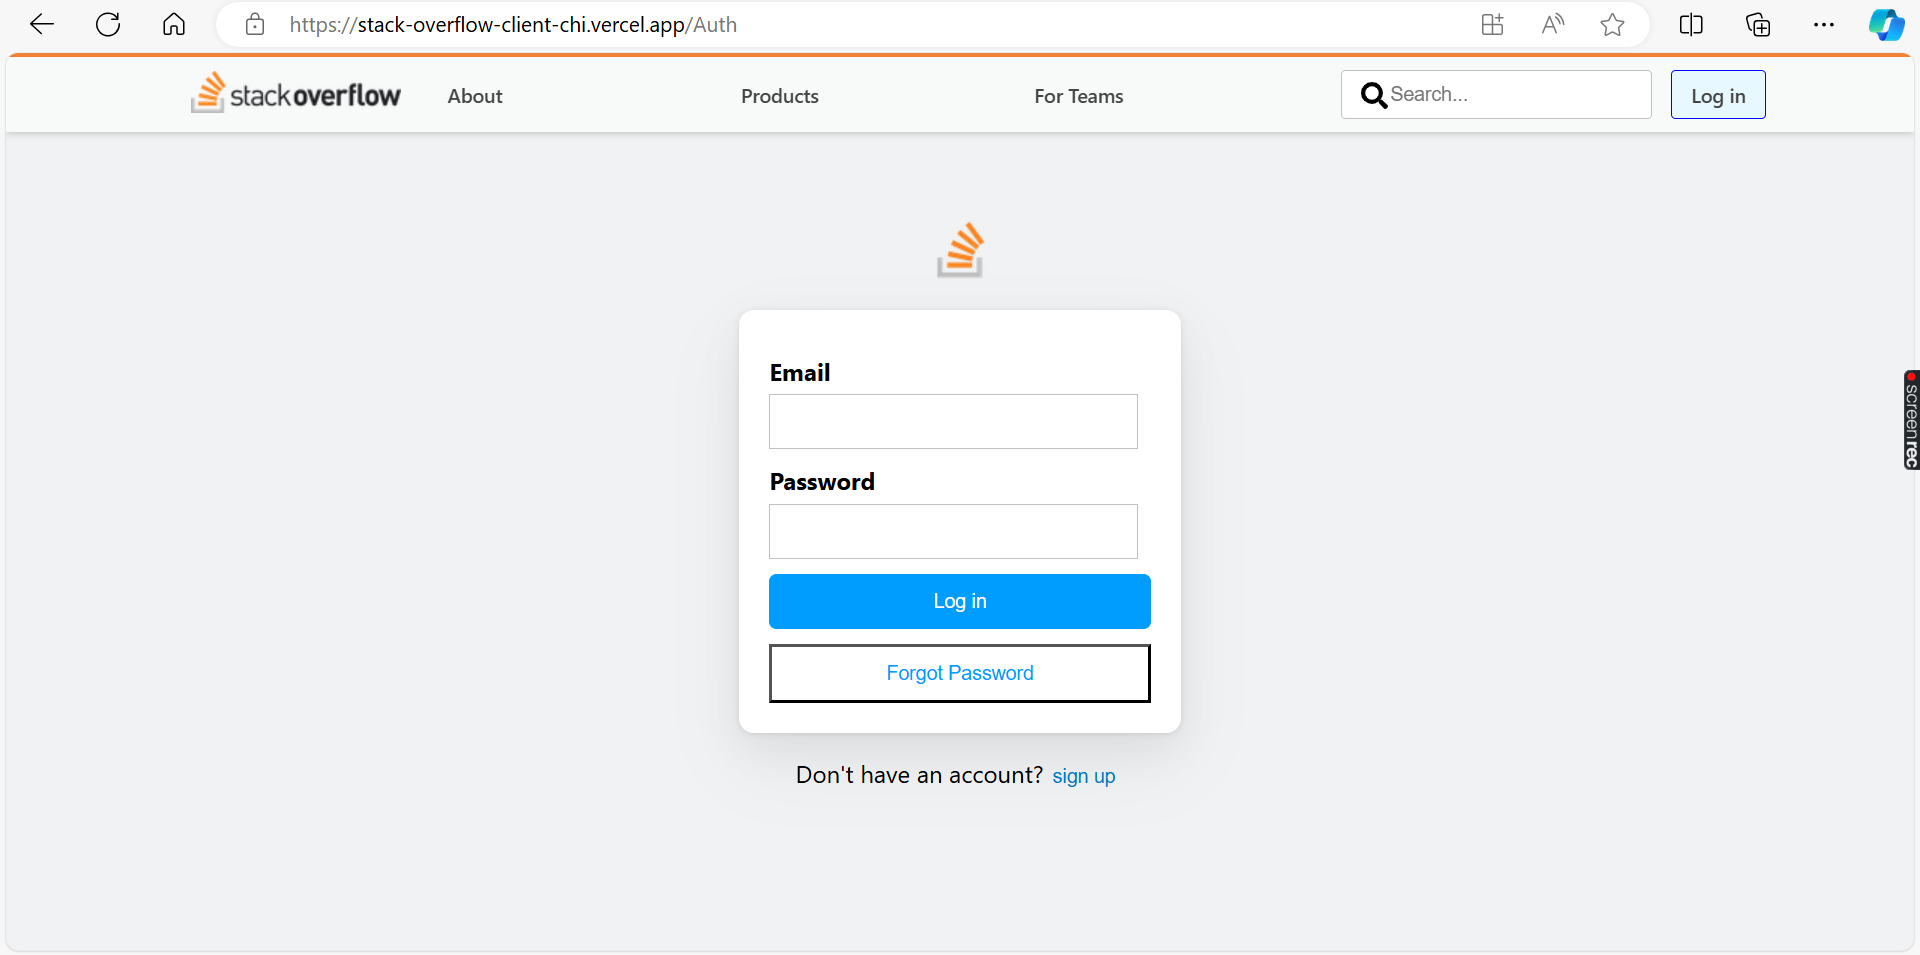 https://stack-overflow-client-chi.vercel.app/Auth
stackoverflow
About
Products
For Teams
Search...
Log in
Email
Password
Log in
Forgot Password
Don't have an account? sign up
screenrec